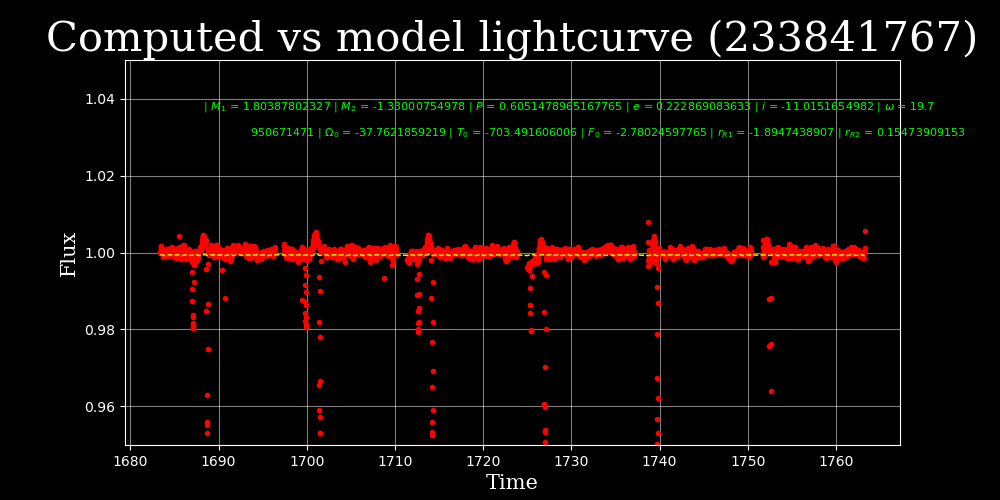 Computed vs model lightcurve (233841767)
| M₁ = 1.80387802327 | M₂ = -1.33000754978 | P = 0.6051478965167765 | e = 0.222869083633 | i = -11.0151654982 | ω = 19.7
950671471 | Ω₀ = -37.7621859219 | T₀ = -703.491606006 | F₀ = -2.78024597765 | r_R1 = -1.8947438907 | r_R2 = 0.15473909153
1.04
1.02
1.00
0.98
0.96
Flux
1680 1690 1700 1710 1720 1730 1740 1750 1760
Time